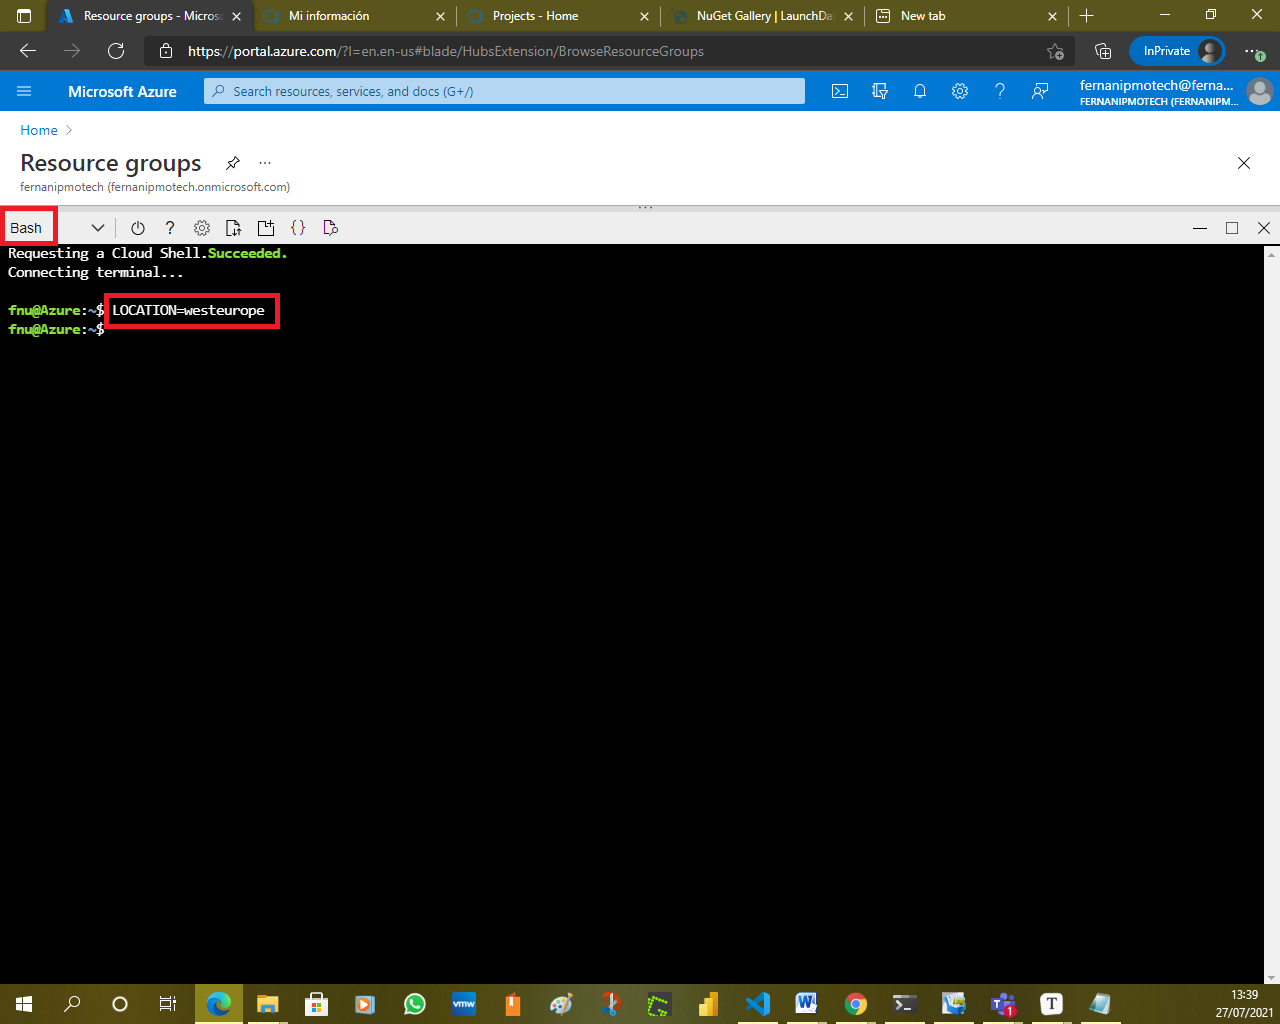 Resource groups - Micros
Mi información
Projects - Home
NuGet Gallery | LaunchDa
New tab
https://portal.azure.com/?l=en.en-us#blade/HubsExtension/BrowseResourceGroups
InPrivate
Microsoft Azure
Search resources, services, and docs (G+/)
fernanipmotech@ferna...
FERNANIPMOTECH (FERNANIPM...
Home
Resource groups
fernanipmotech (fernanipmotech.onmicrosoft.com)
Bash
Requesting a Cloud Shell.Succeeded.
Connecting terminal...
fnu@Azure:~$ LOCATION=westeurope
fnu@Azure:~$
vmw
13:39
27/07/2021